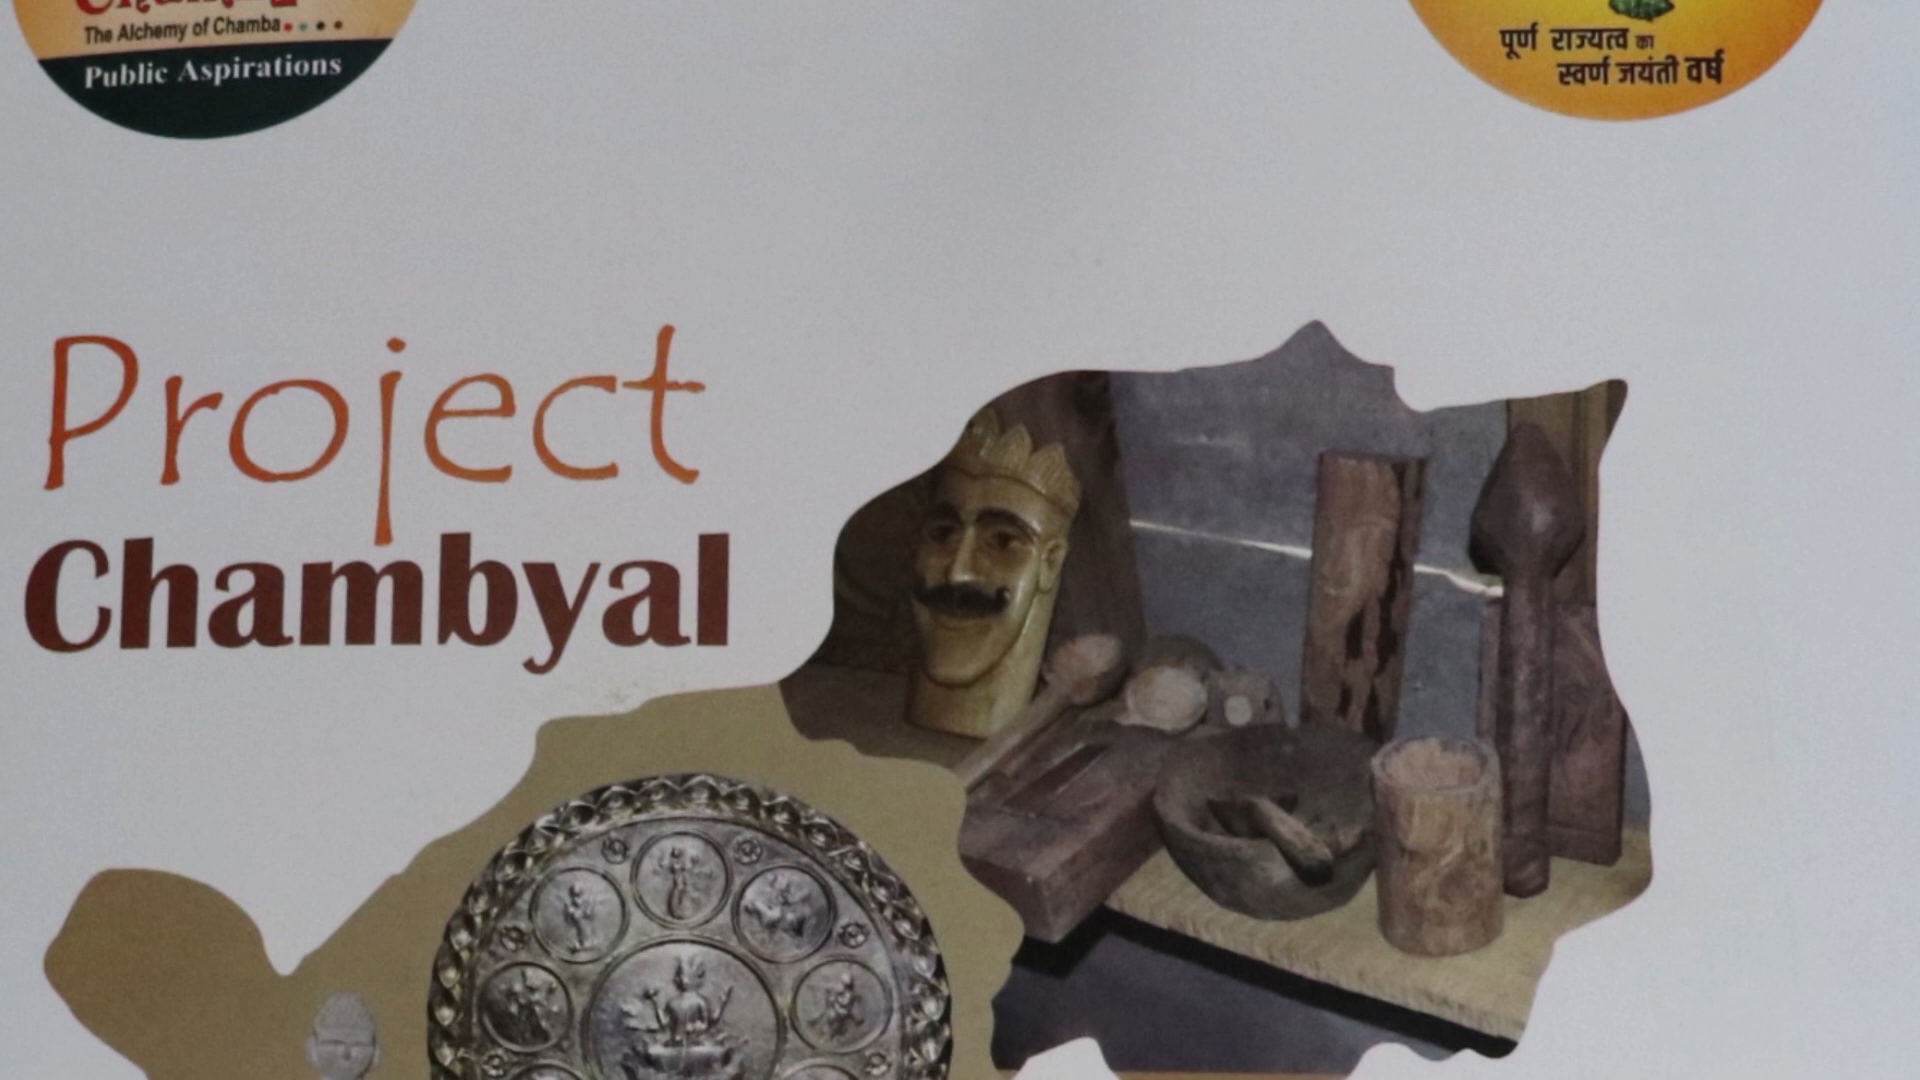 The Alchemy of Chamba....
Public Aspirations
पूर्ण राज्यत्व का
स्वर्ण जयंती वर्ष
Project
Chambyal